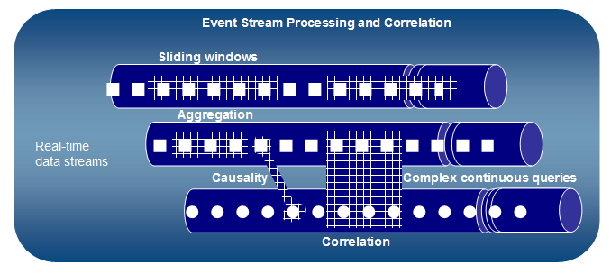 Event Stream Processing and Correlation
Sliding windows
Aggregation
Real-time
data streams
Causality
Complex continuous queries
Correlation